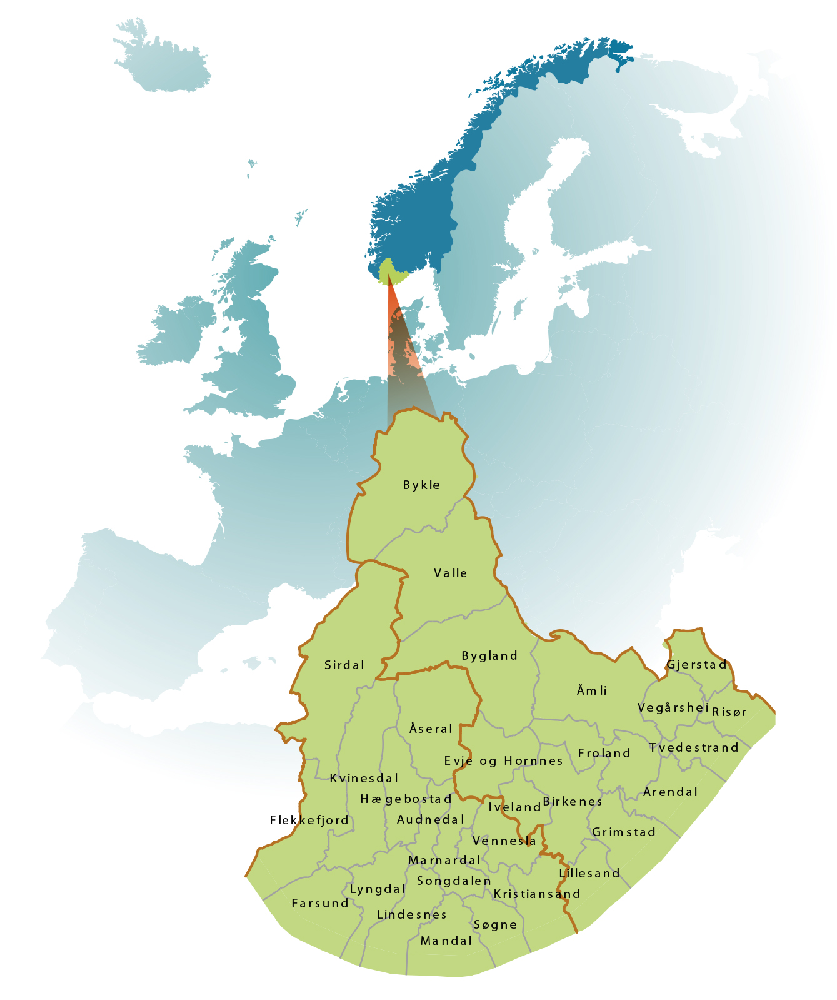 Bykle
Valle
Bygland
Sirdal
Gjerstad
Åmli
Vegårshei
Risør
Åseral
Tvedestrand
Froland
Evje og Hornnes
Kvinesdal
Arendal
Hægebostad
Birkenes
Iveland
Flekkefjord
Audnedal
Grimstad
Vennesla
Marnardal
Lillesand
Songdalen
Lyngdal
Kristiansand
Farsund
Lindesnes
Søgne
Mandal